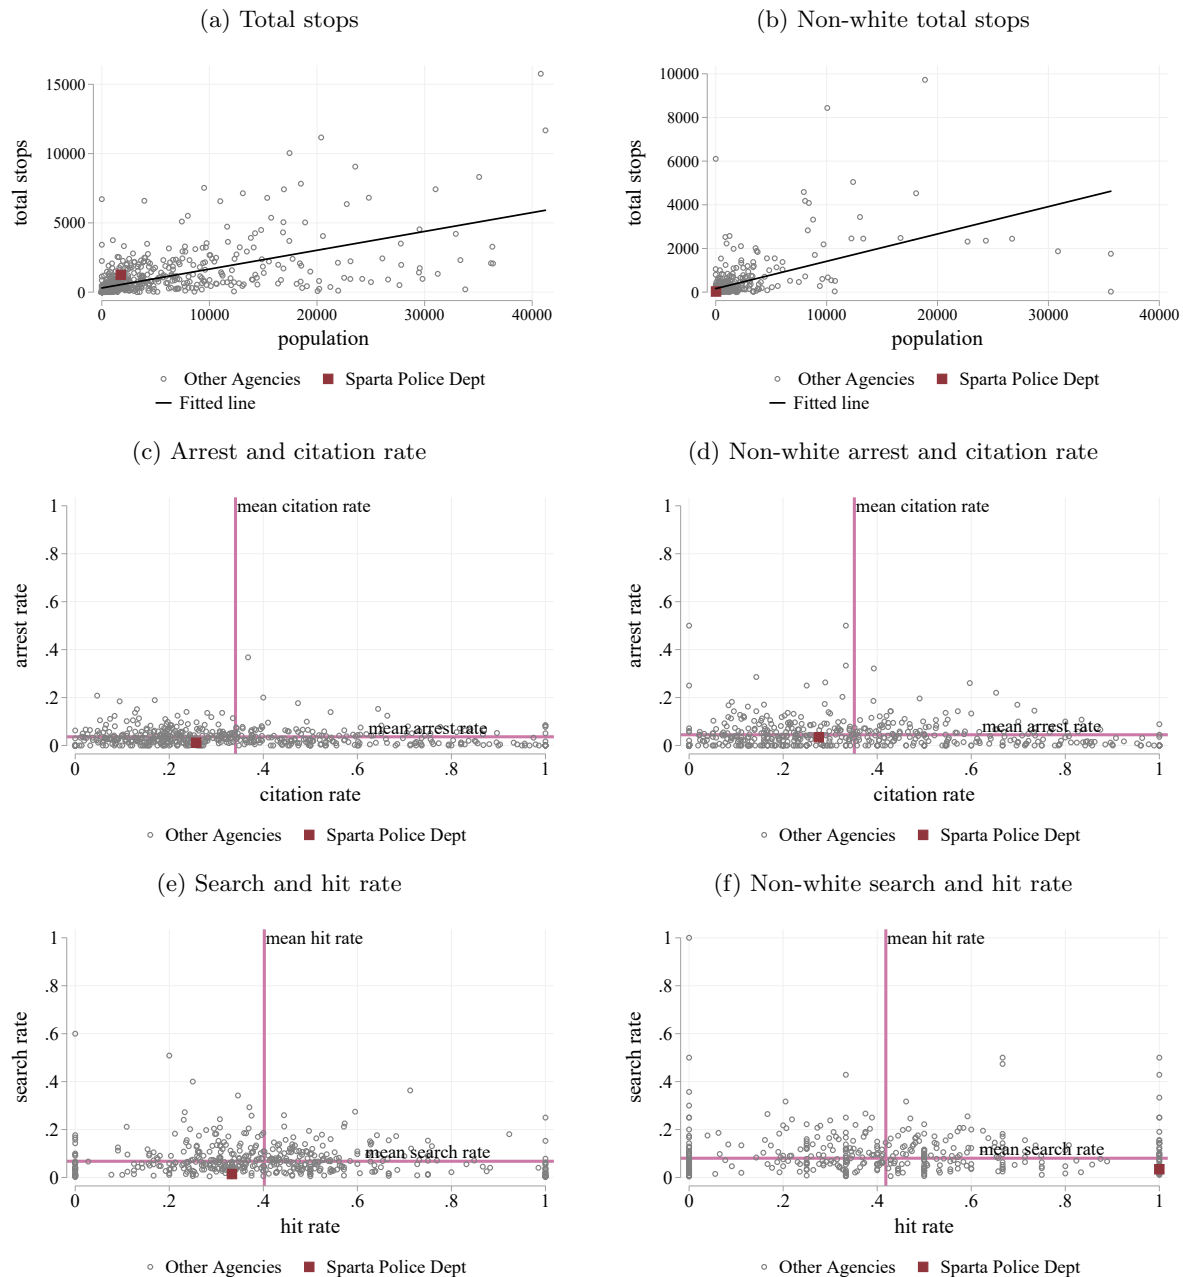 (a) Total stops
total stops
15000
10000
5000
0
0 10000 20000 30000 40000
population
Other Agencies Sparta Police Dept
Fitted line
(b) Non-white total stops
total stops
10000
8000
6000
4000
2000
0
0 10000 20000 30000 40000
population
Other Agencies Sparta Police Dept
Fitted line
(c) Arrest and citation rate
mean citation rate
arrest rate
1
.8
.6
.4
.2
0
mean arrest rate
0 .2 .4 .6 .8 1
citation rate
Other Agencies Sparta Police Dept
(d) Non-white arrest and citation rate
mean citation rate
arrest rate
1
.8
.6
.4
.2
0
mean arrest rate
0 .2 .4 .6 .8 1
citation rate
Other Agencies Sparta Police Dept
(e) Search and hit rate
mean hit rate
search rate
1
.8
.6
.4
.2
0
mean search rate
0 .2 .4 .6 .8 1
hit rate
Other Agencies Sparta Police Dept
(f) Non-white search and hit rate
mean hit rate
search rate
1
.8
.6
.4
.2
0
mean search rate
0 .2 .4 .6 .8 1
hit rate
Other Agencies Sparta Police Dept